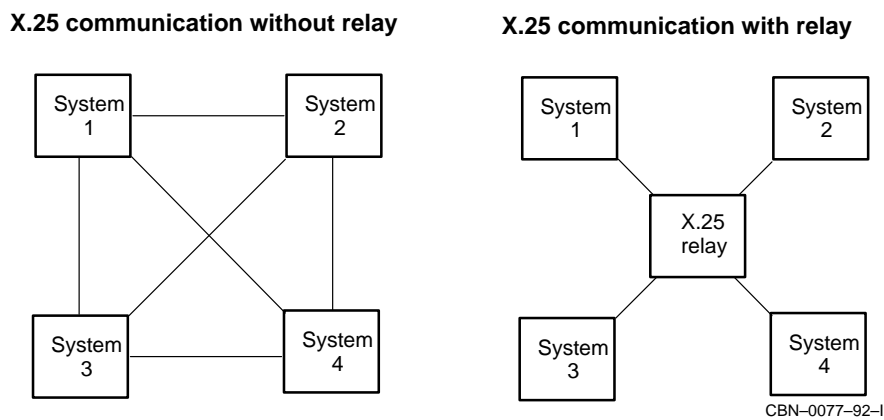 X.25 communication without relay
X.25 communication with relay
System
1
System
2
System
3
System
4
System
1
System
2
X.25
relay
System
3
System
4
CBN–0077–92–I